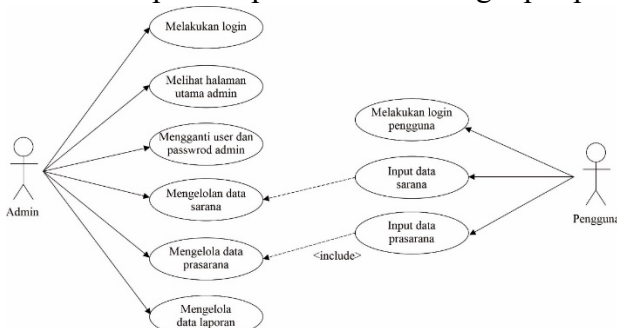 Melakukan login
Melihat halaman
utama admin
Mengganti user dan
passwrod admin
Mengelolan data
sarana
Mengelola data
prasarana
Mengelola
data laporan
Admin
Melakukan login
pengguna
Input data
sarana
Input data
prasarana
<include>
Pengguna